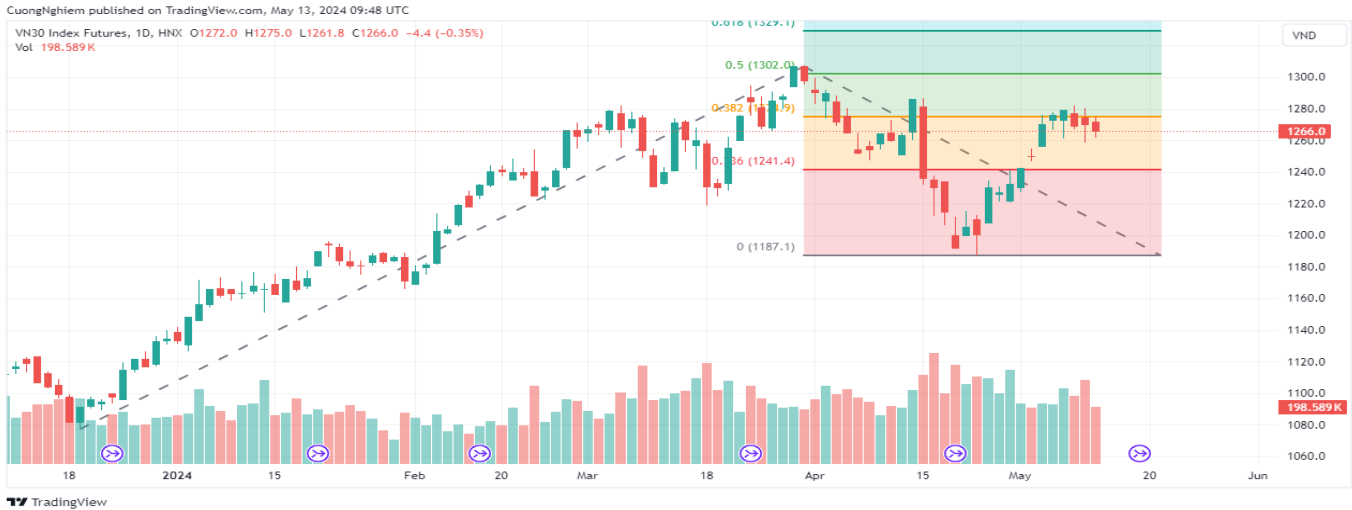 CuongNghiem published on TradingView.com, May 13, 2024 09:48 UTC
VN30 Index Futures, 1D, HNX O1272.0 H1275.0 L1261.8 C1266.0 −4.4 (−0.35%)
Vol 198.589 K
VND
0.618 (1329.1)
0.5 (1302.0)
0.382 (1274.9)
0.236 (1241.4)
0 (1187.1)
1300.0
1280.0
1266.0
1260.0
1240.0
1220.0
1200.0
1180.0
1160.0
1140.0
1120.0
1100.0
198.589 K
1080.0
1060.0
18 2024 15 Feb 20 Mar 18 Apr 15 May 20 Jun
TradingView